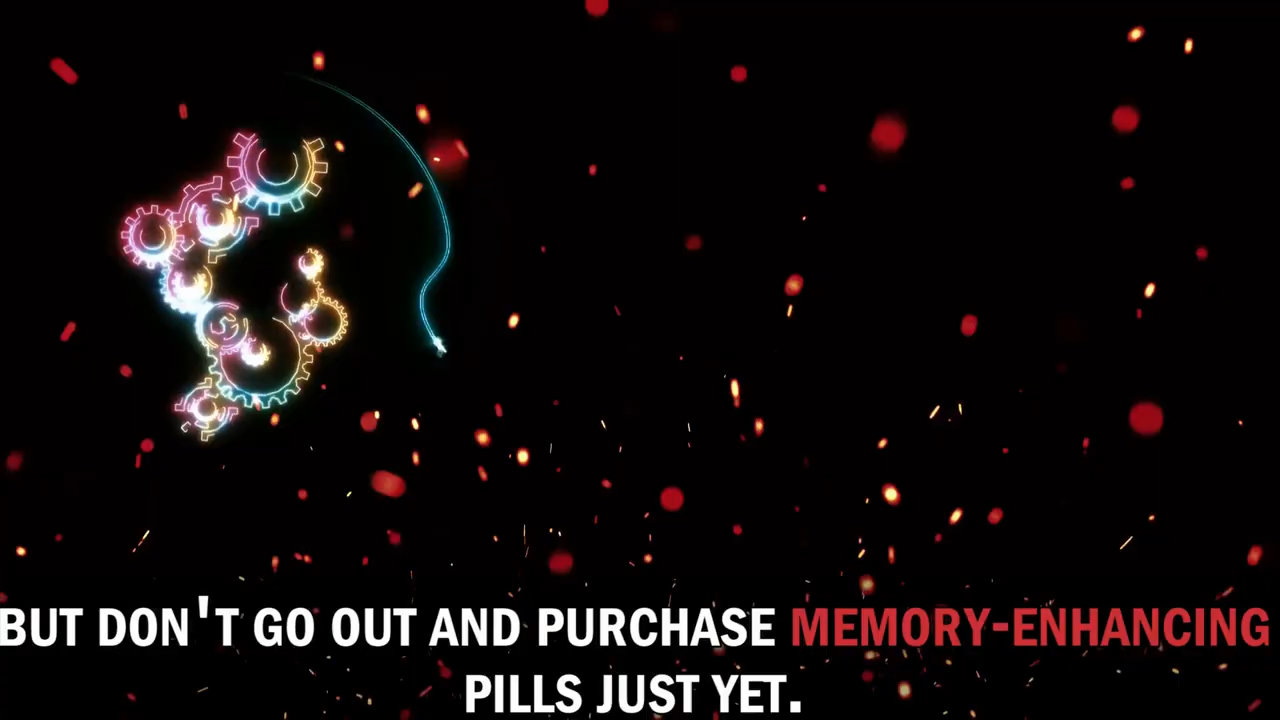 BUT DON'T GO OUT AND PURCHASE MEMORY-ENHANCING
PILLS JUST YET.